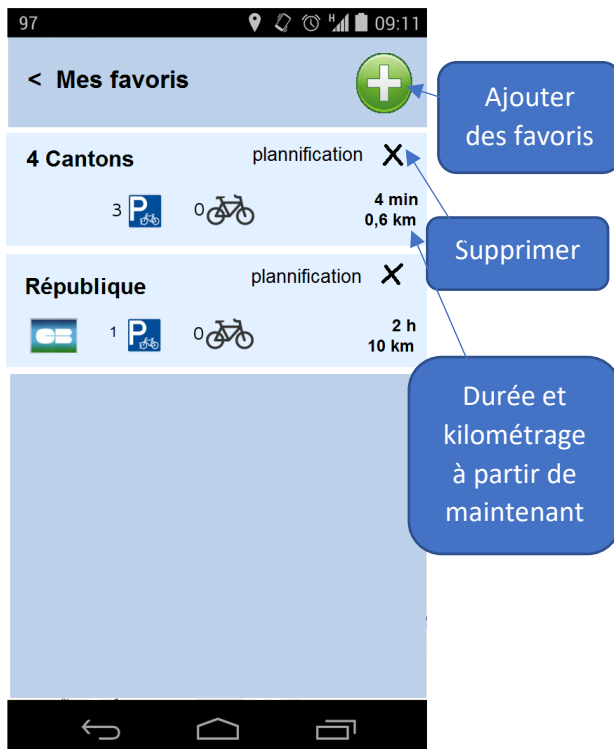 97 H 09:11
< Mes favoris
Ajouter
des favoris
4 Cantons plannification X
3 P 0 4 min
0,6 km
Supprimer
République plannification X
CB 1 P 0 2 h
10 km
Durée et
kilométrage
à partir de
maintenant